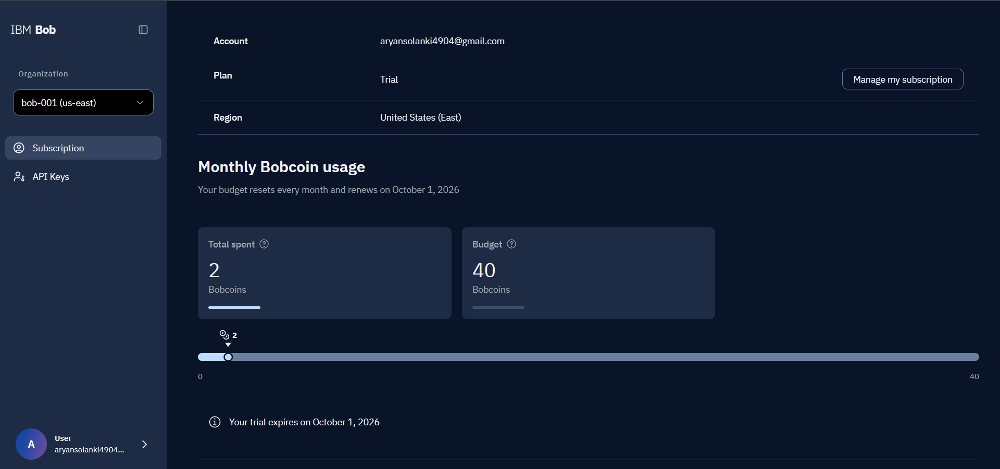 IBM Bob
Organization
bob-001 (us-east)
Subscription
API Keys
A
User
aryansolanki4904...
Account
aryansolanki4904@gmail.com
Plan
Trial
Manage my subscription
Region
United States (East)
Monthly Bobcoin usage
Your budget resets every month and renews on October 1, 2026
Total spent
2
Bobcoins
Budget
40
Bobcoins
2
0
40
Your trial expires on October 1, 2026